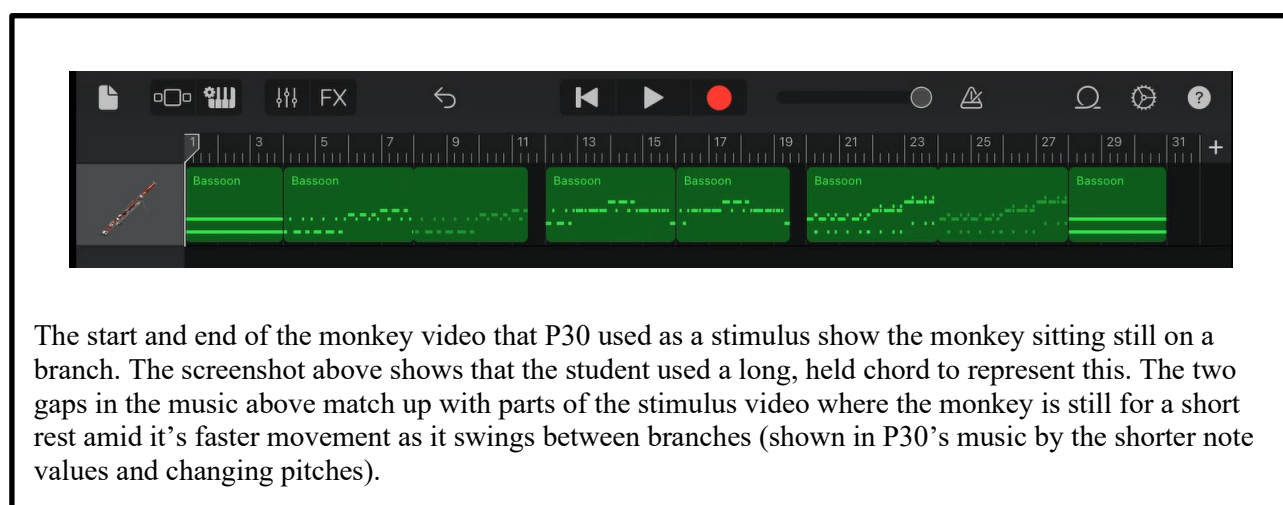 FX
?
1 3 5 7 9 11 13 15 17 19 21 23 25 27 29 31 +
Bassoon Bassoon Bassoon Bassoon Bassoon Bassoon
The start and end of the monkey video that P30 used as a stimulus show the monkey sitting still on a
branch. The screenshot above shows that the student used a long, held chord to represent this. The two
gaps in the music above match up with parts of the stimulus video where the monkey is still for a short
rest amid it's faster movement as it swings between branches (shown in P30's music by the shorter note
values and changing pitches).